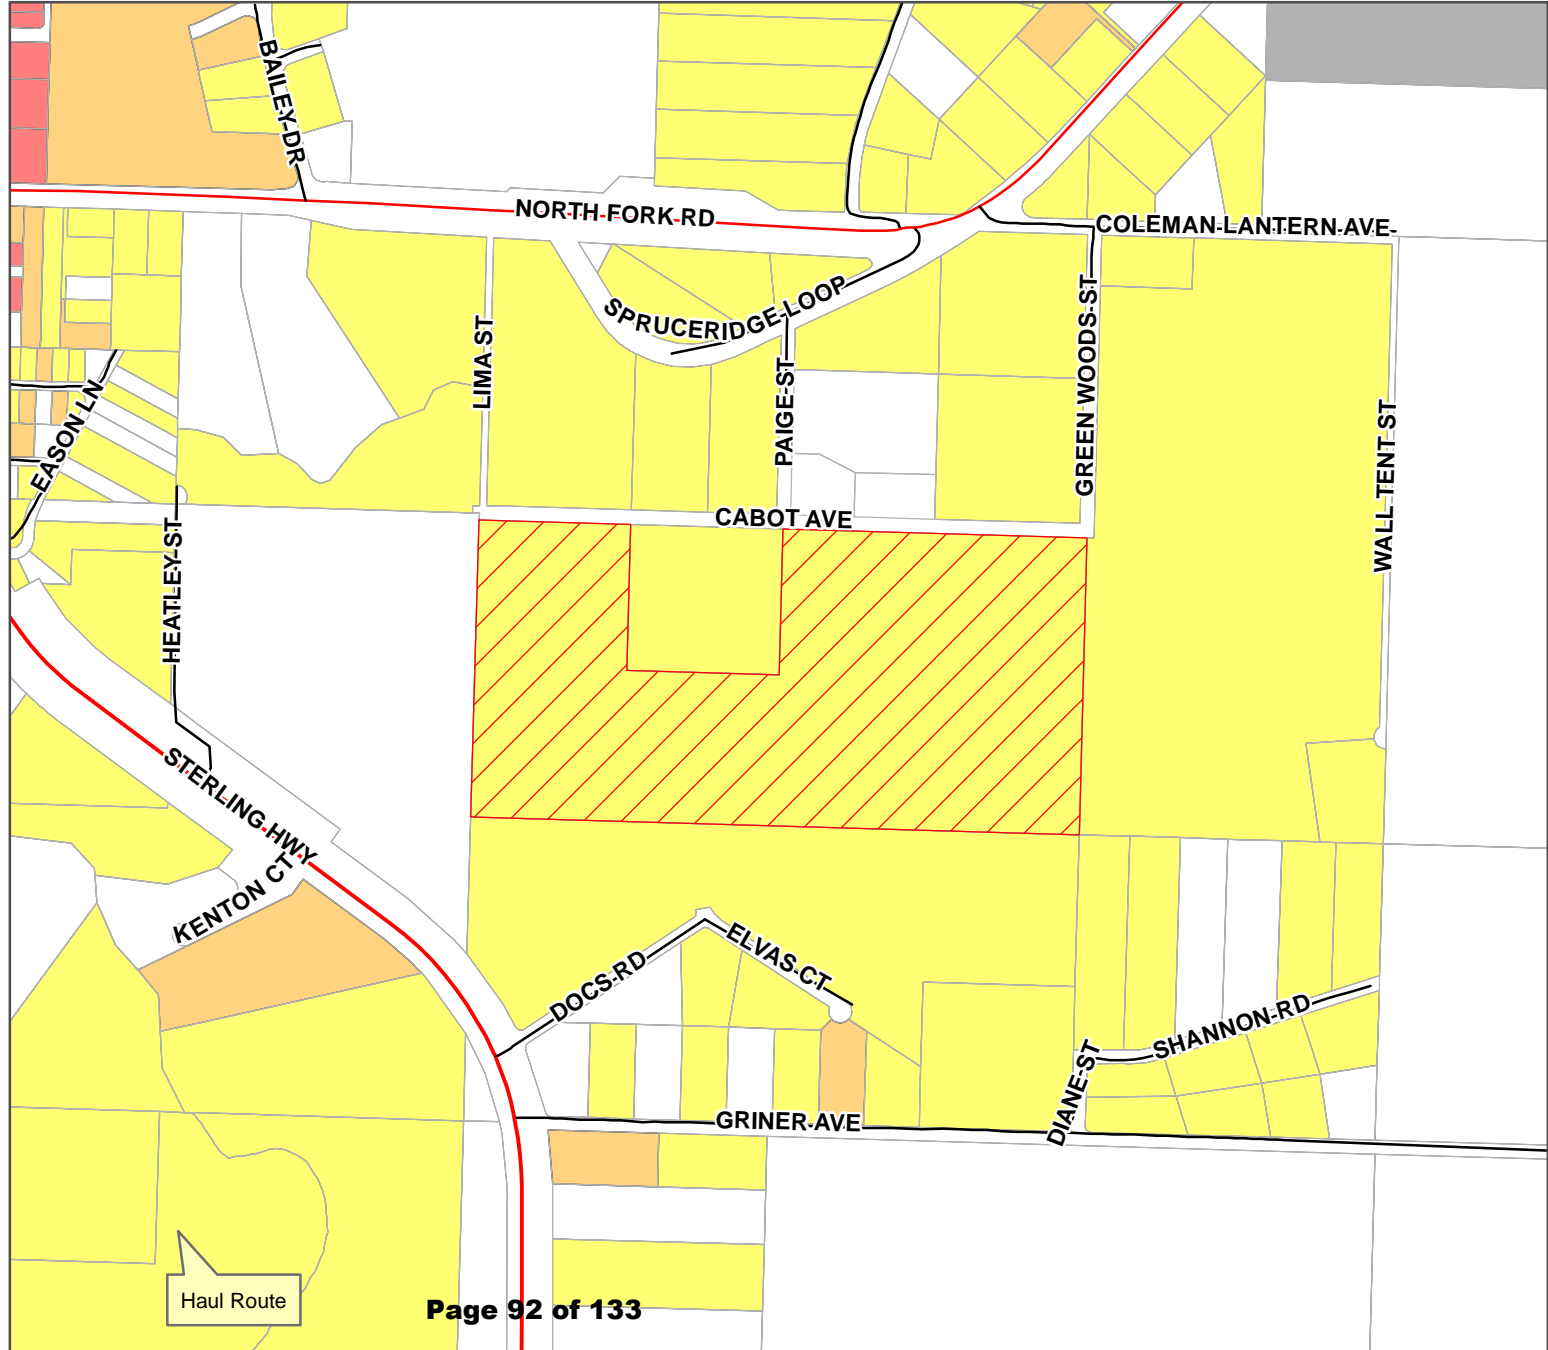 BAILEY DR
NORTH FORK RD
COLEMAN LANTERN AVE
SPRUCERIDGE LOOP
LIMA ST
PAIGE ST
GREEN WOODS ST
WALL TENT ST
EASON LN
CABOT AVE
HEATLEY ST
STERLING HWY
KENTON CT
DOCS RD
ELVAS CT
SHANNON RD
DIANE ST
GRINER AVE
Haul Route
Page 92 of 133